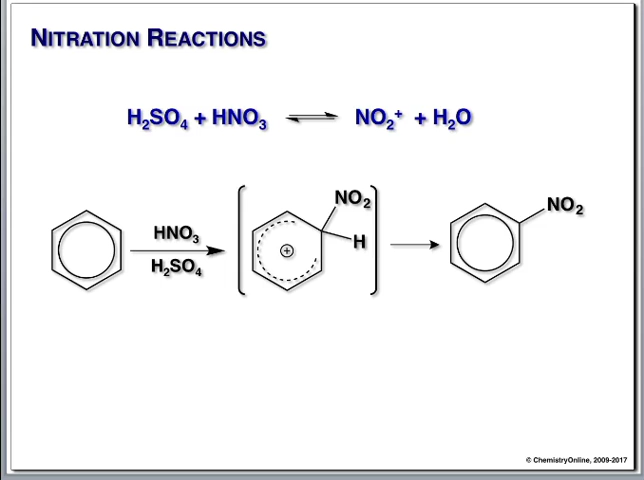 NITRATION REACTIONS
H₂SO₄ + HNO₃ ⇌ NO₂⁺ + H₂O
NO₂
HNO₃
H₂SO₄
+
H
NO₂
© ChemistryOnline, 2009-2017